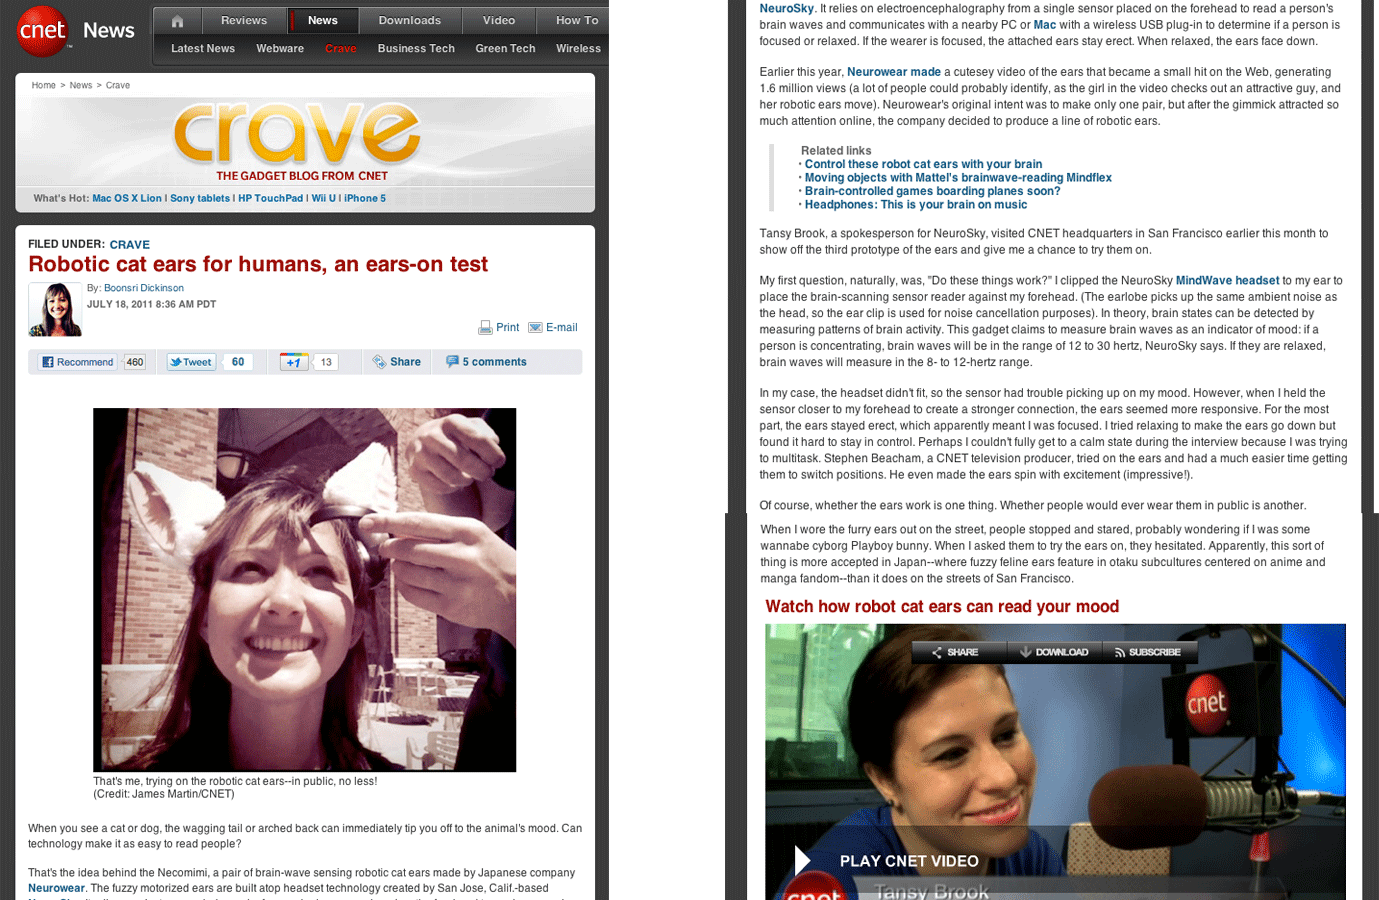 cnet News
Reviews News Downloads Video How To
Latest News Webware Crave Business Tech Green Tech Wireless
Home > News > Crave
crave
THE GADGET BLOG FROM CNET
What's Hot: Mac OS X Lion | Sony tablets | HP TouchPad | Wii U | iPhone 5
FILED UNDER: CRAVE
Robotic cat ears for humans, an ears-on test
By: Boonsri Dickinson
JULY 18, 2011 8:36 AM PDT
Print E-mail
Recommend 460 Tweet 60 +1 13 Share 5 comments
That's me, trying on the robotic cat ears--in public, no less!
(Credit: James Martin/CNET)
When you see a cat or dog, the wagging tail or arched back can immediately tip you off to the animal's mood. Can
technology make it as easy to read people?
That's the idea behind the Necomimi, a pair of brain-wave sensing robotic cat ears made by Japanese company
Neurowear. The fuzzy motorized ears are built atop headset technology created by San Jose, Calif.-based
NeuroSky. It relies on electroencephalography from a single sensor placed on the forehead to read a person's
brain waves and communicates with a nearby PC or Mac with a wireless USB plug-in to determine if a person is
focused or relaxed. If the wearer is focused, the attached ears stay erect. When relaxed, the ears face down.
Earlier this year, Neurowear made a cutesey video of the ears that became a small hit on the Web, generating
1.6 million views (a lot of people could probably identify, as the girl in the video checks out an attractive guy, and
her robotic ears move). Neurowear's original intent was to make only one pair, but after the gimmick attracted so
much attention online, the company decided to produce a line of robotic ears.
Related links
· Control these robot cat ears with your brain
· Moving objects with Mattel's brainwave-reading Mindflex
· Brain-controlled games boarding planes soon?
· Headphones: This is your brain on music
Tansy Brook, a spokesperson for NeuroSky, visited CNET headquarters in San Francisco earlier this month to
show off the third prototype of the ears and give me a chance to try them on.
My first question, naturally, was, "Do these things work?" I clipped the NeuroSky MindWave headset to my ear to
place the brain-scanning sensor reader against my forehead. (The earlobe picks up the same ambient noise as
the head, so the ear clip is used for noise cancellation purposes). In theory, brain states can be detected by
measuring patterns of brain activity. This gadget claims to measure brain waves as an indicator of mood: if a
person is concentrating, brain waves will be in the range of 12 to 30 hertz, NeuroSky says. If they are relaxed,
brain waves will measure in the 8- to 12-hertz range.
In my case, the headset didn't fit, so the sensor had trouble picking up on my mood. However, when I held the
sensor closer to my forehead to create a stronger connection, the ears seemed more responsive. For the most
part, the ears stayed erect, which apparently meant I was focused. I tried relaxing to make the ears go down but
found it hard to stay in control. Perhaps I couldn't fully get to a calm state during the interview because I was trying
to multitask. Stephen Beacham, a CNET television producer, tried on the ears and had a much easier time getting
them to switch positions. He even made the ears spin with excitement (impressive!).
Of course, whether the ears work is one thing. Whether people would ever wear them in public is another.
When I wore the furry ears out on the street, people stopped and stared, probably wondering if I was some
wannabe cyborg Playboy bunny. When I asked them to try the ears on, they hesitated. Apparently, this sort of
thing is more accepted in Japan--where fuzzy feline ears feature in otaku subcultures centered on anime and
manga fandom--than it does on the streets of San Francisco.
Watch how robot cat ears can read your mood
SHARE DOWNLOAD SUBSCRIBE
cnet
PLAY CNET VIDEO
cnet Tansy Brook